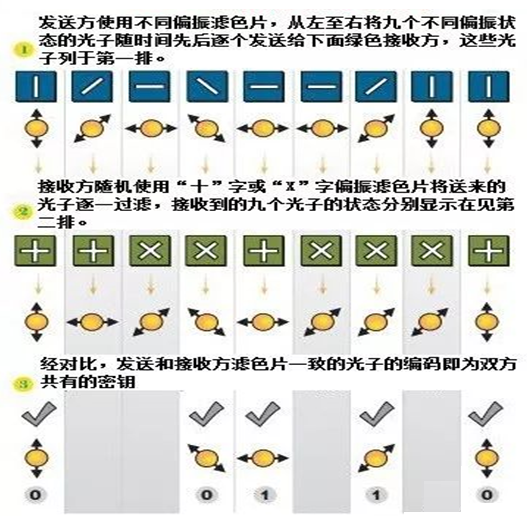 发送方使用不同偏振滤色片，从左至右将九个不同偏振状
态的光子随时间先后逐个发送给下面绿色接收方，这些光
1 子列于第一排。
接收方随机使用“十”字或“X”字偏振滤色片将送来的
2 光子逐一过滤，接收到的九个光子的状态分别显示在见第
二排。
经对比，发送和接收方滤色片一致的光子的编码即为双方
3 共有的密钥
0 0 1 1 0